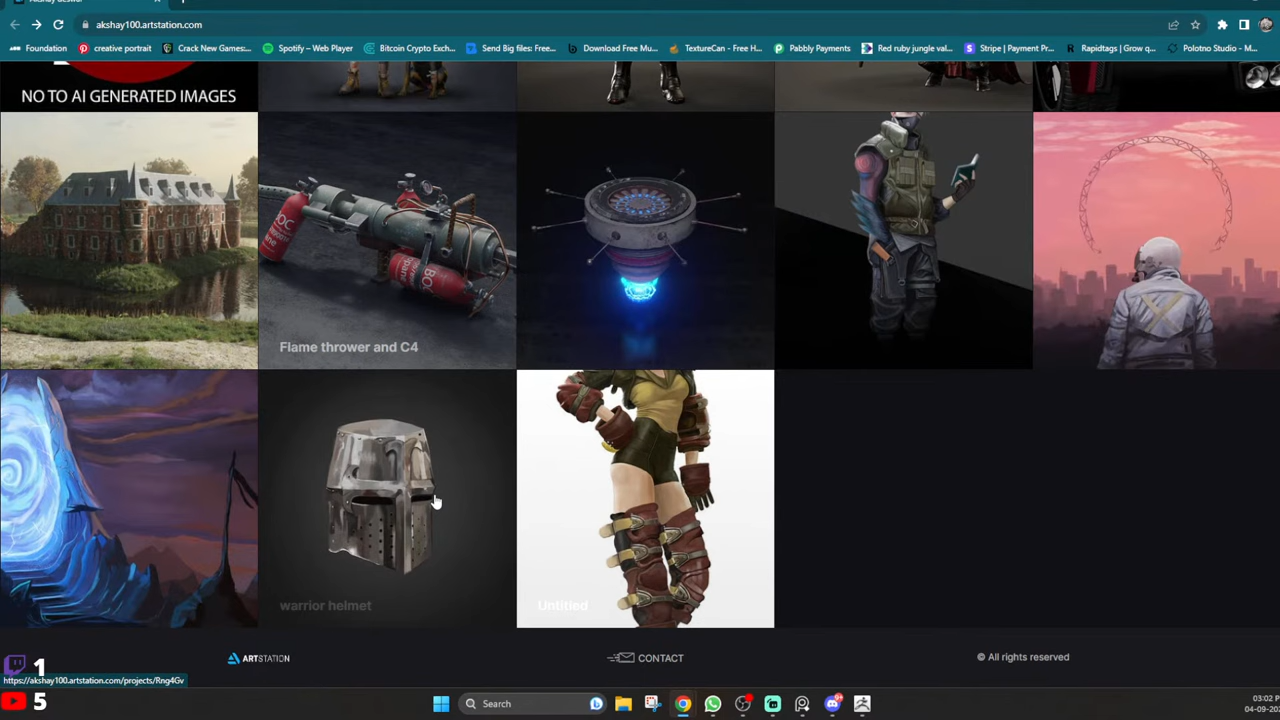 akshay100.artstation.com
Foundation creative portrait Crack New Games:... Spotify – Web Player Bitcoin Crypto Exch... Send Big files: Free... Download Free Mu... TextureCan - Free H... Pabbly Payments Red ruby jungle val... Stripe | Payment Pr... Rapidtags | Grow q... Polotno Studio - M...
NO TO AI GENERATED IMAGES
BOC
Flame thrower and C4
warrior helmet
Untitled
ARTSTATION
CONTACT
© All rights reserved
1
https://akshay100.artstation.com/projects/Rng4Gv
5
Search
03:02 P
04-09-202